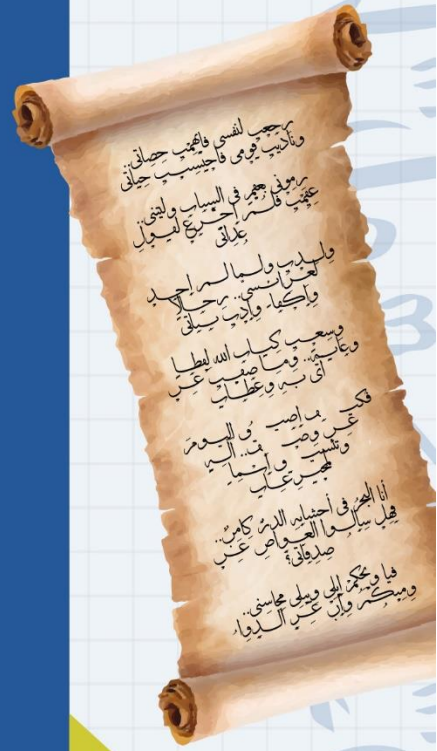 رجعت لنفسي فاتهمت حصاتي..
وناديت قومي فاحتسبت حياتي
رموني بعقم في الشباب وليتني..
عقمت فلم أجزع لقول
عداتي
ولدت ولما لم أجد
لعرائسي.. رجالا
وأكفاء وأدت بناتي
وسعت كتاب الله لفظا
وغاية.. وما ضقت عن
آي به وعظات
اليوم
عن
أنا البحر في أحشائه الدر كامن..
فهل سألوا الغواص عن
صدفاتي؟
فيا ويحكم أبلى وتبلى محاسني..
ومنكم وإن عز الدواء